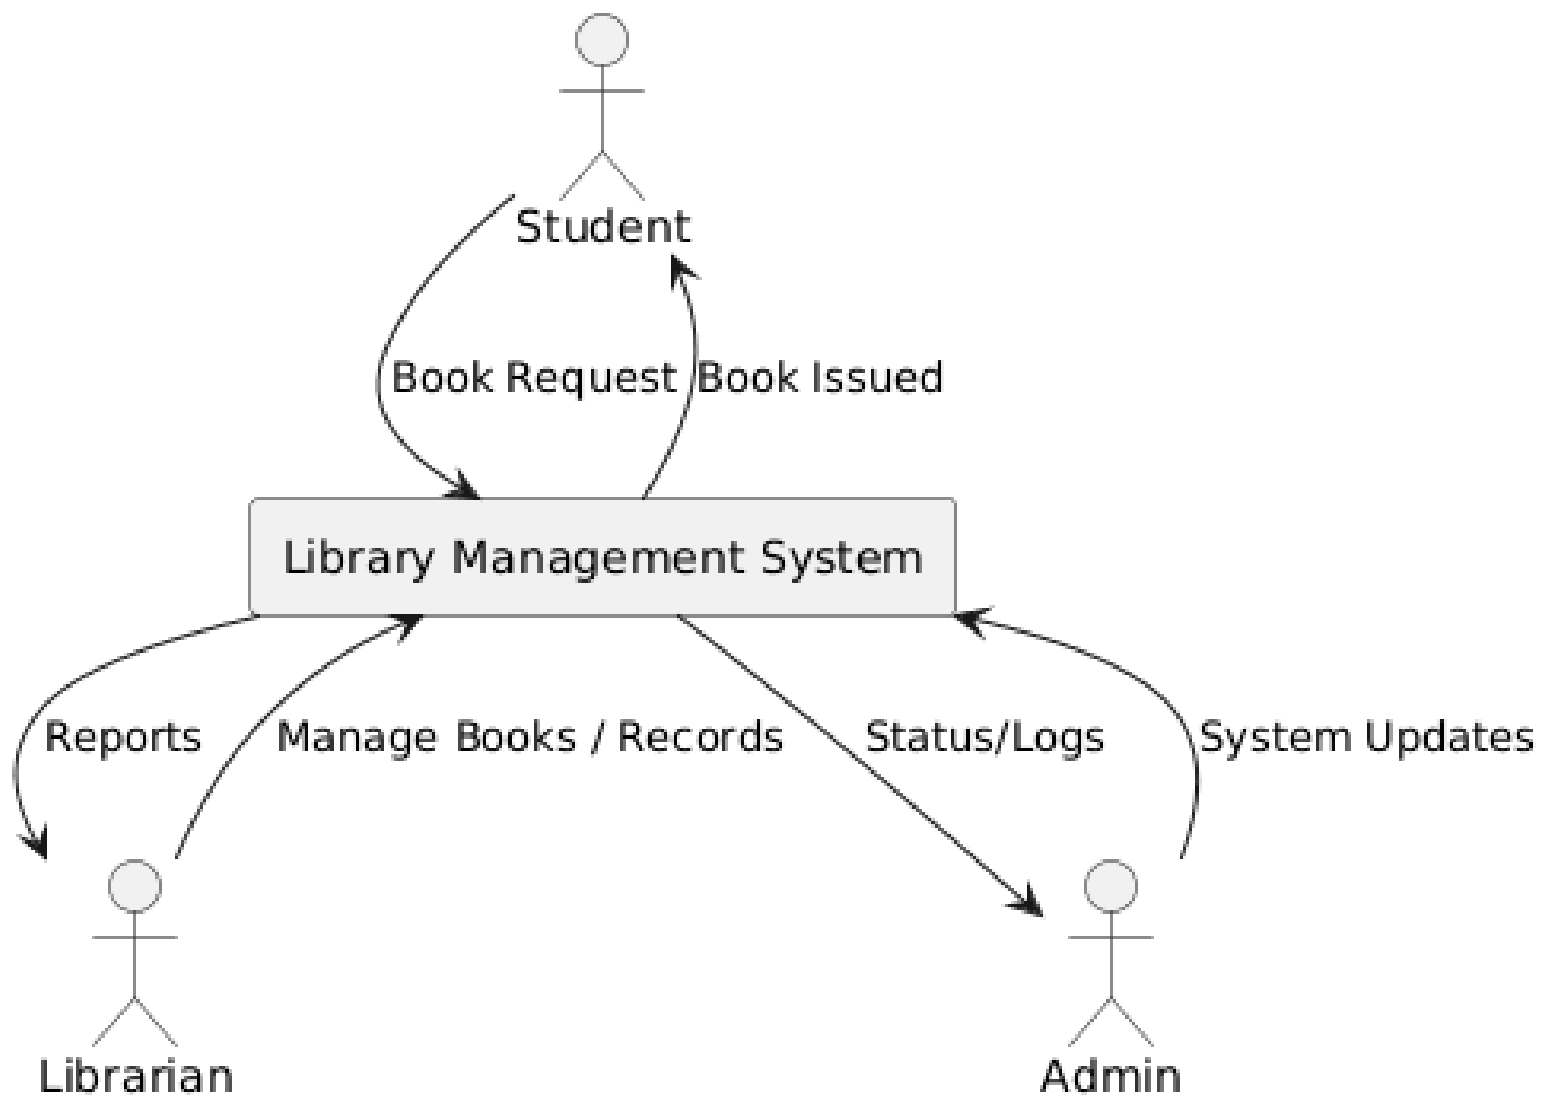 Student
Book Request
Book Issued
Library Management System
Reports
Manage Books / Records
Status/Logs
System Updates
Librarian
Admin